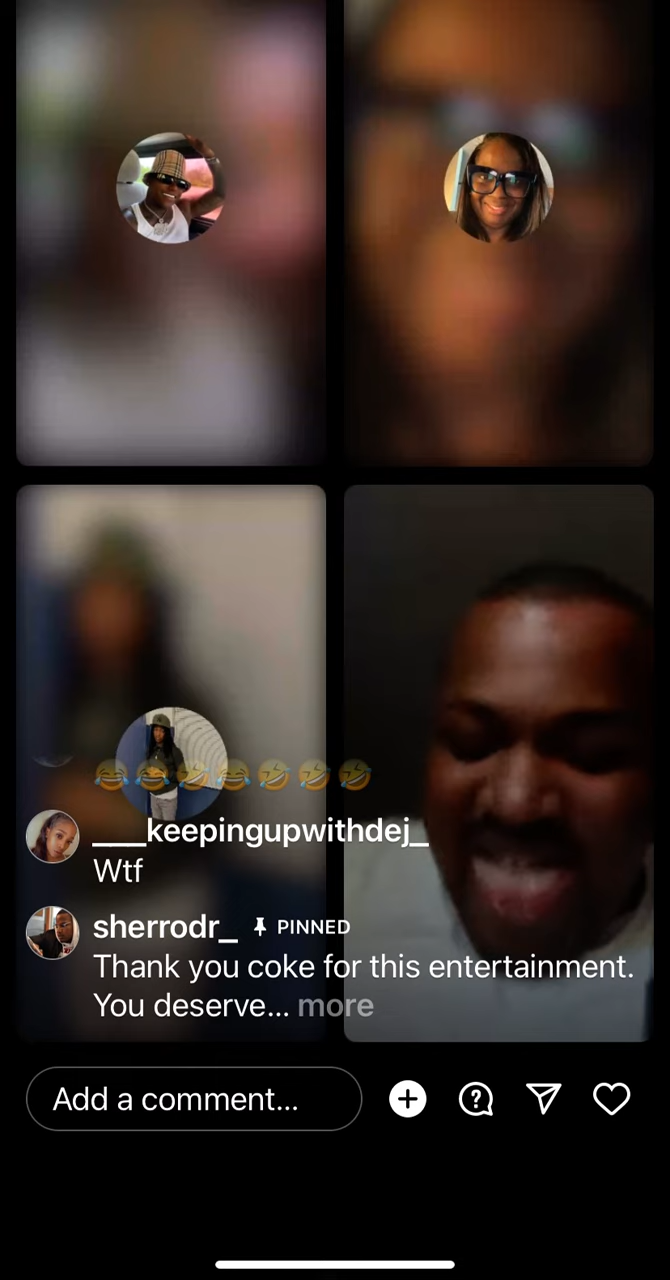 😂😂🤣😂🤣🤣🤣
___keepingupwithdej_
Wtf
sherrodr_ PINNED
Thank you coke for this entertainment.
You deserve... more
Add a comment...